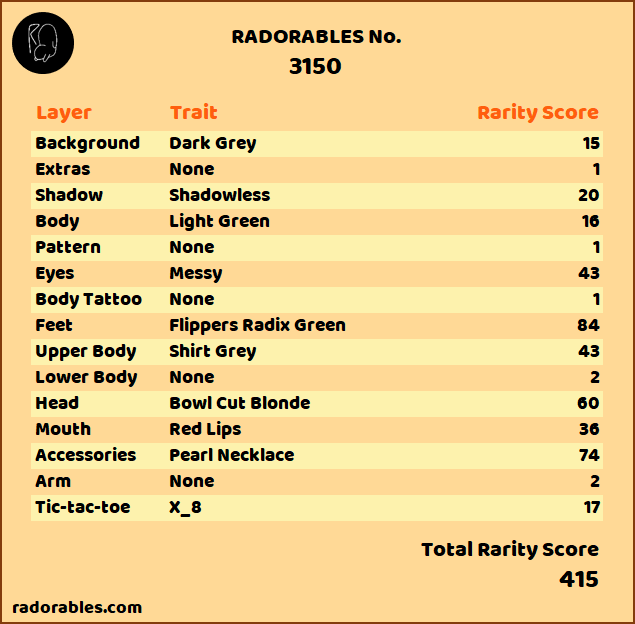 RADORABLES No.
3150
Layer Trait Rarity Score
Background Dark Grey 15
Extras None 1
Shadow Shadowless 20
Body Light Green 16
Pattern None 1
Eyes Messy 43
Body Tattoo None 1
Feet Flippers Radix Green 84
Upper Body Shirt Grey 43
Lower Body None 2
Head Bowl Cut Blonde 60
Mouth Red Lips 36
Accessories Pearl Necklace 74
Arm None 2
Tic-tac-toe X_8 17
Total Rarity Score
415
radorables.com